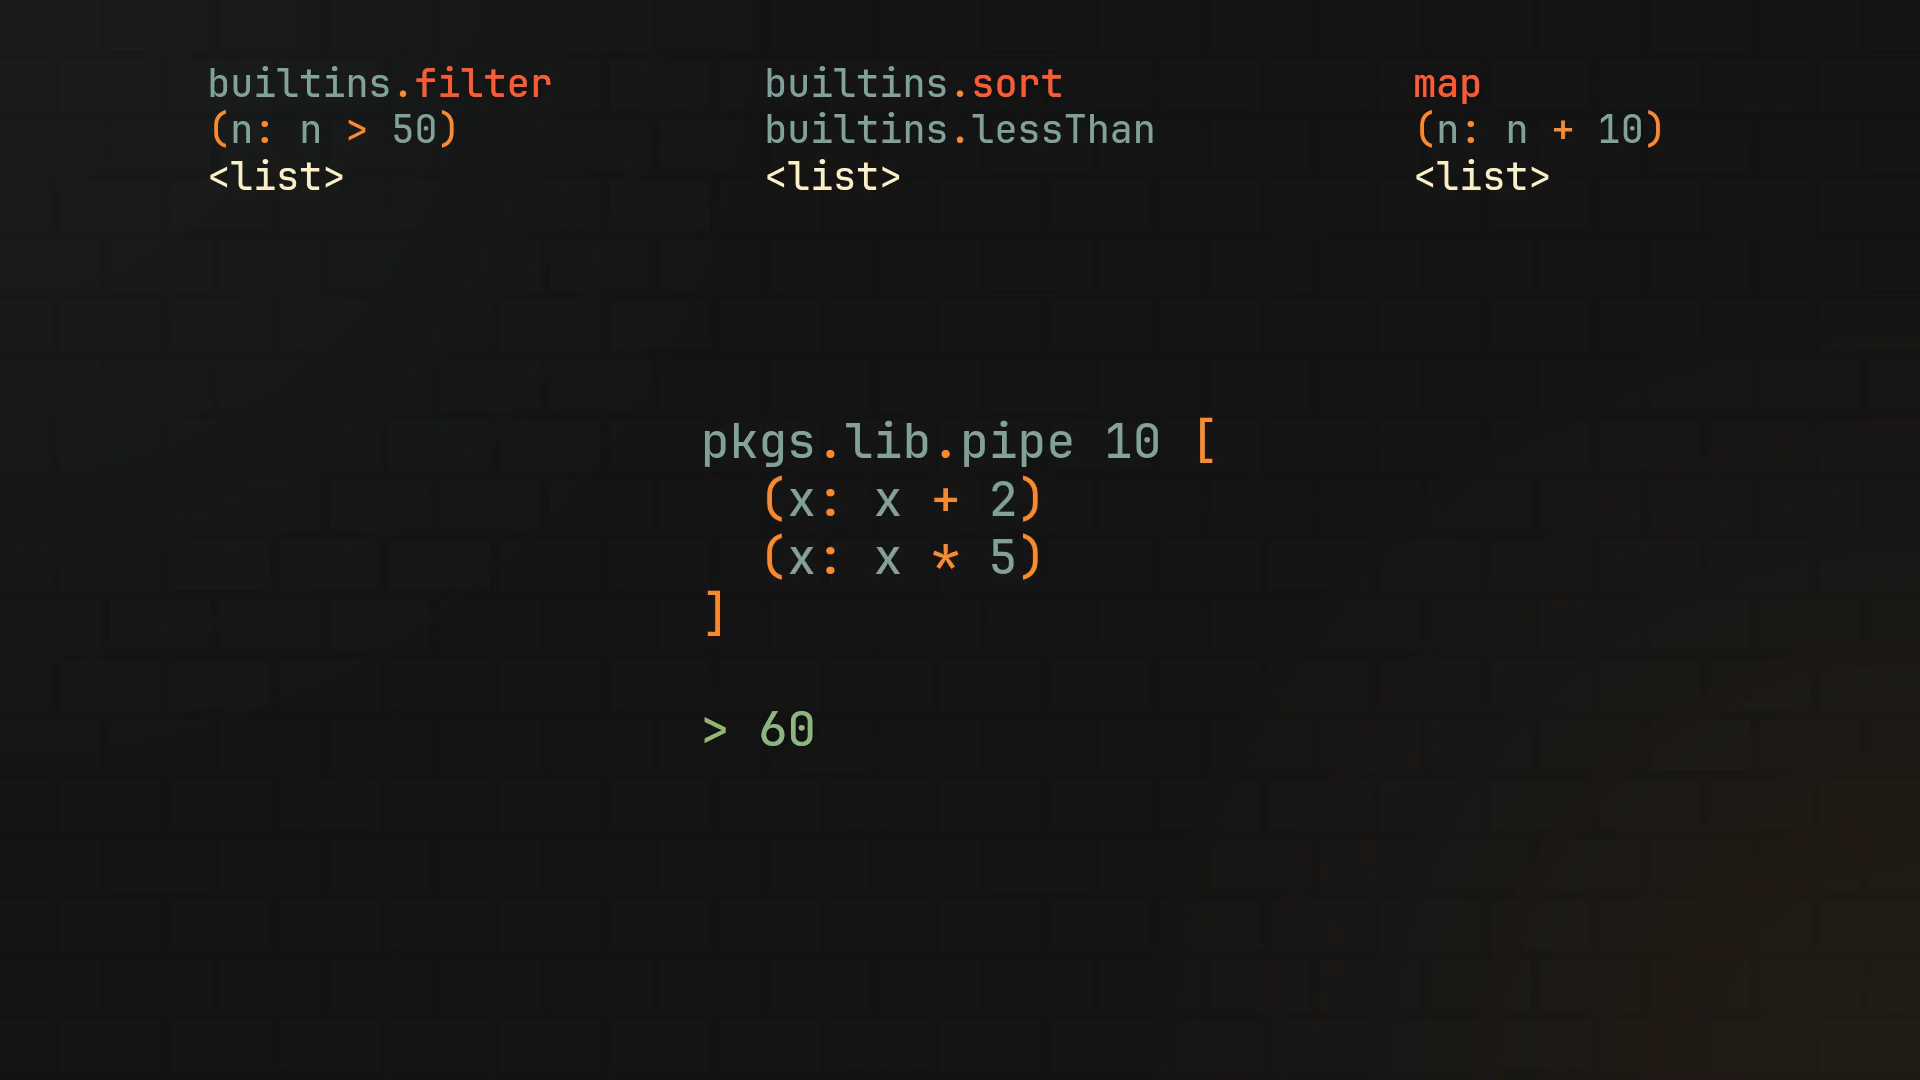 builtins.filter
(n: n > 50)
<list>
builtins.sort
builtins.lessThan
<list>
map
(n: n + 10)
<list>
pkgs.lib.pipe 10 [
  (x: x + 2)
  (x: x * 5)
]
> 60